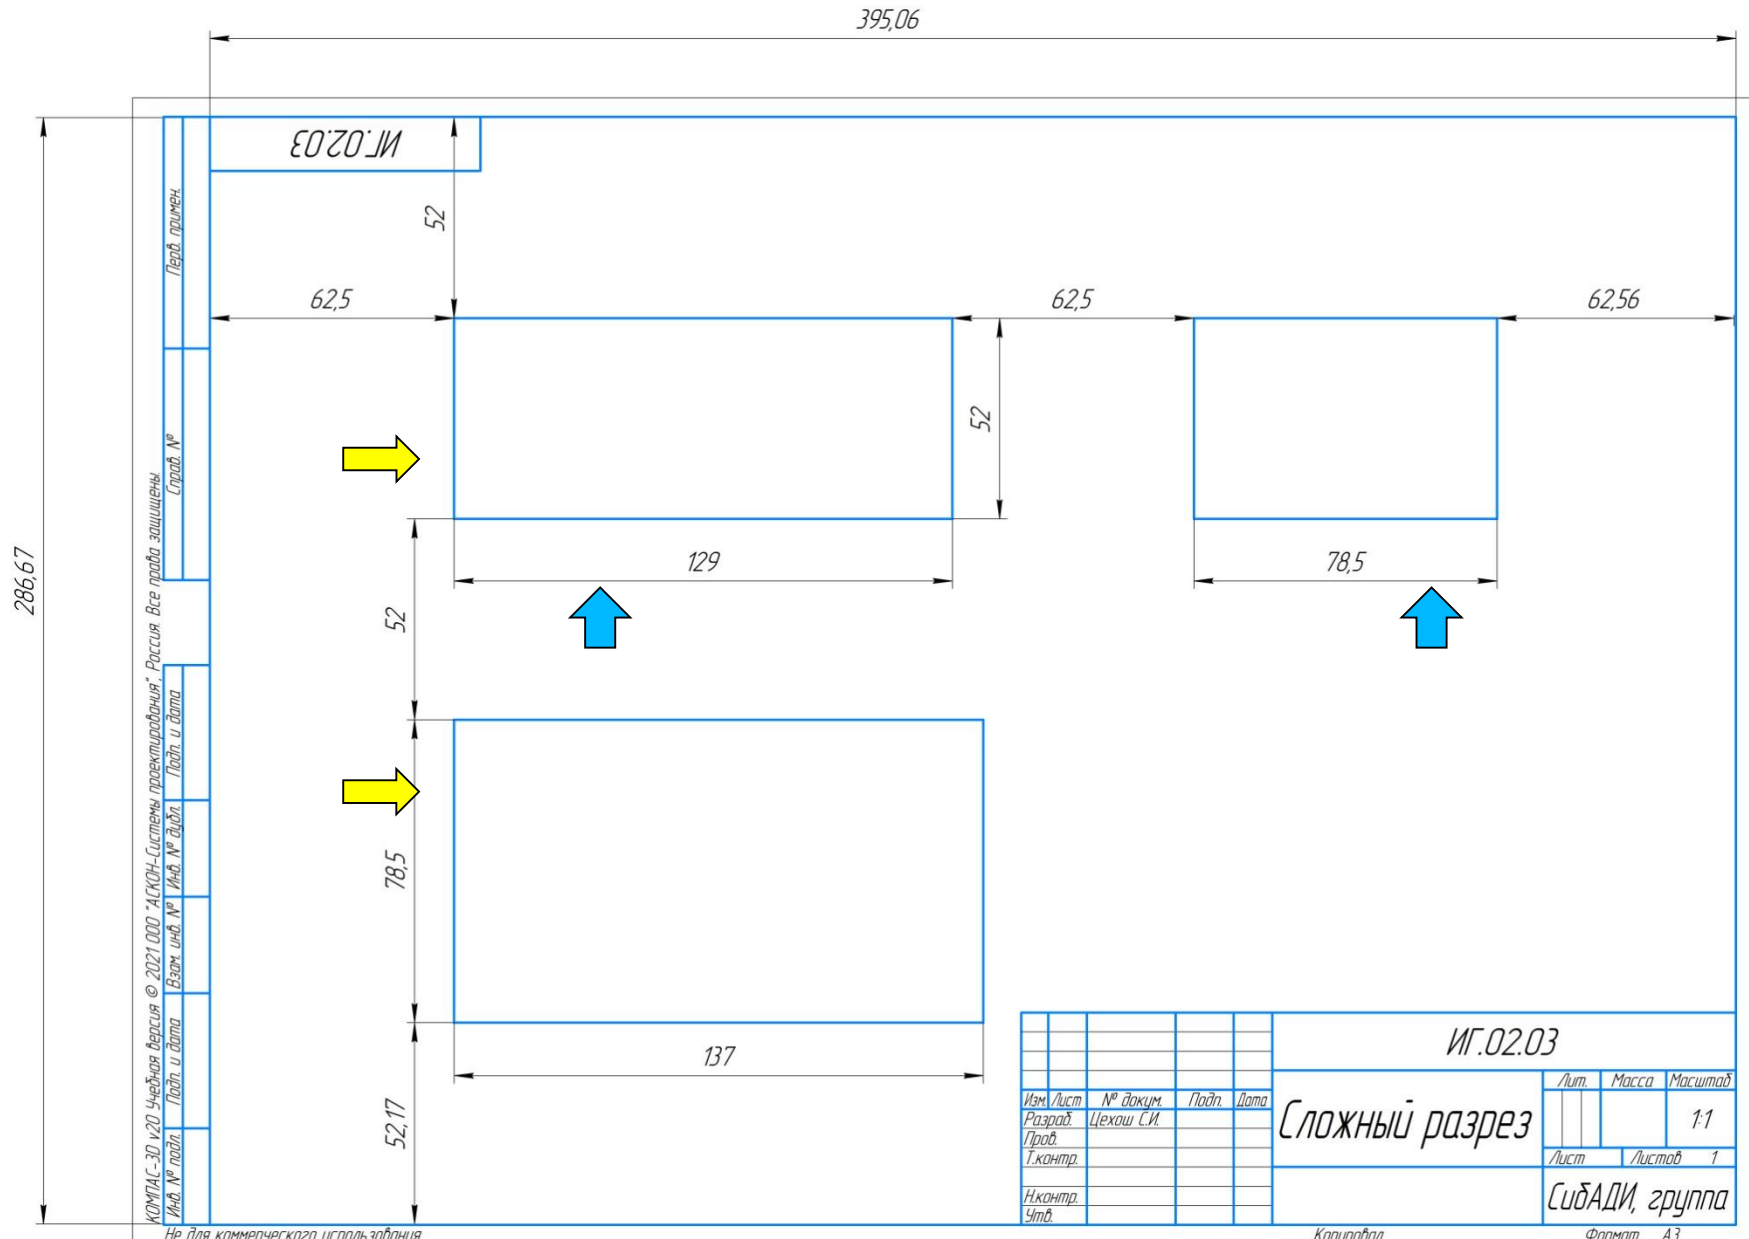 395,06
ИГ.02.03
Перв. примен.
52
62,5
62,5
62,56
Справ. №
52
286,67
129
78,5
52
Подп. и дата
Инв. № дубл.
78,5
Взам. инв. №
137
Подп. и дата
52,17
Инв. № подл.
КОМПАС-3D v20 Учебная версия © 2021 ООО "АСКОН-Системы проектирования", Россия. Все права защищены.
ИГ.02.03
Лит. Масса Масштаб
Изм. Лист № докум. Подп. Дата
Разраб. Цехош С.И.
Сложный разрез
1:1
Пров.
Т.контр.
Лист Листов 1
Н.контр.
СибАДИ, группа
Утв.
Не для коммерческого использования
Копировал
Формат А3